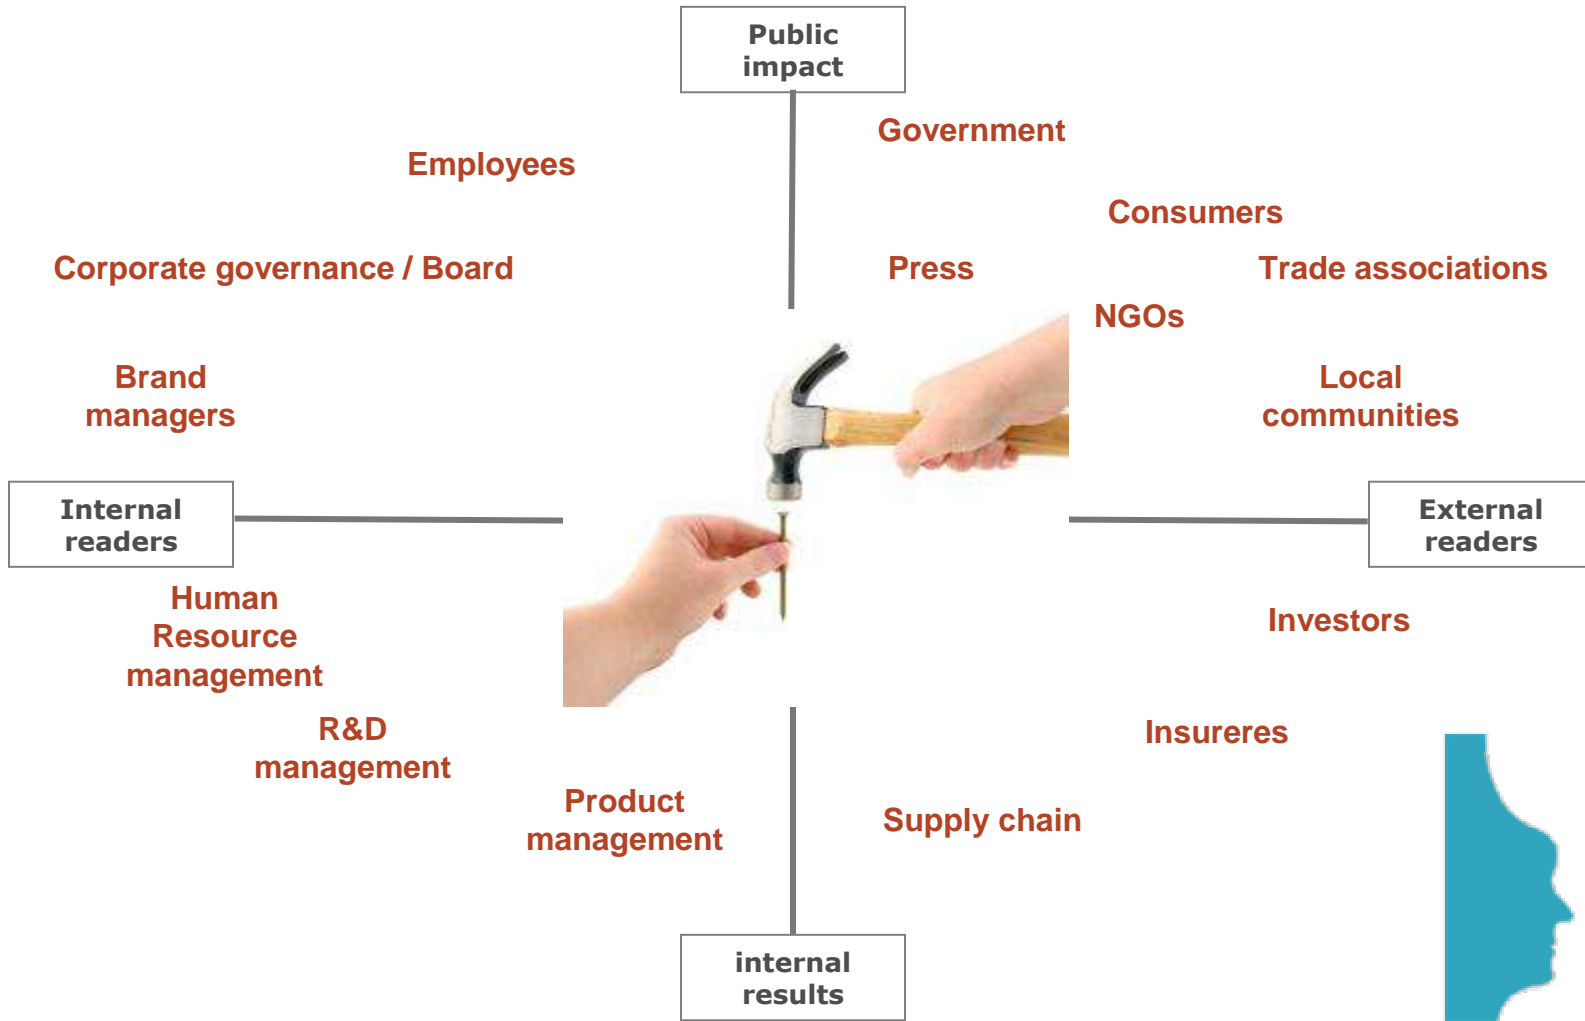 Public
impact
Government
Employees
Consumers
Corporate governance / Board
Press
Trade associations
NGOs
Brand
managers
Local
communities
Internal
readers
External
readers
Human
Resource
management
Investors
R&D
management
Insureres
Product
management
Supply chain
internal
results